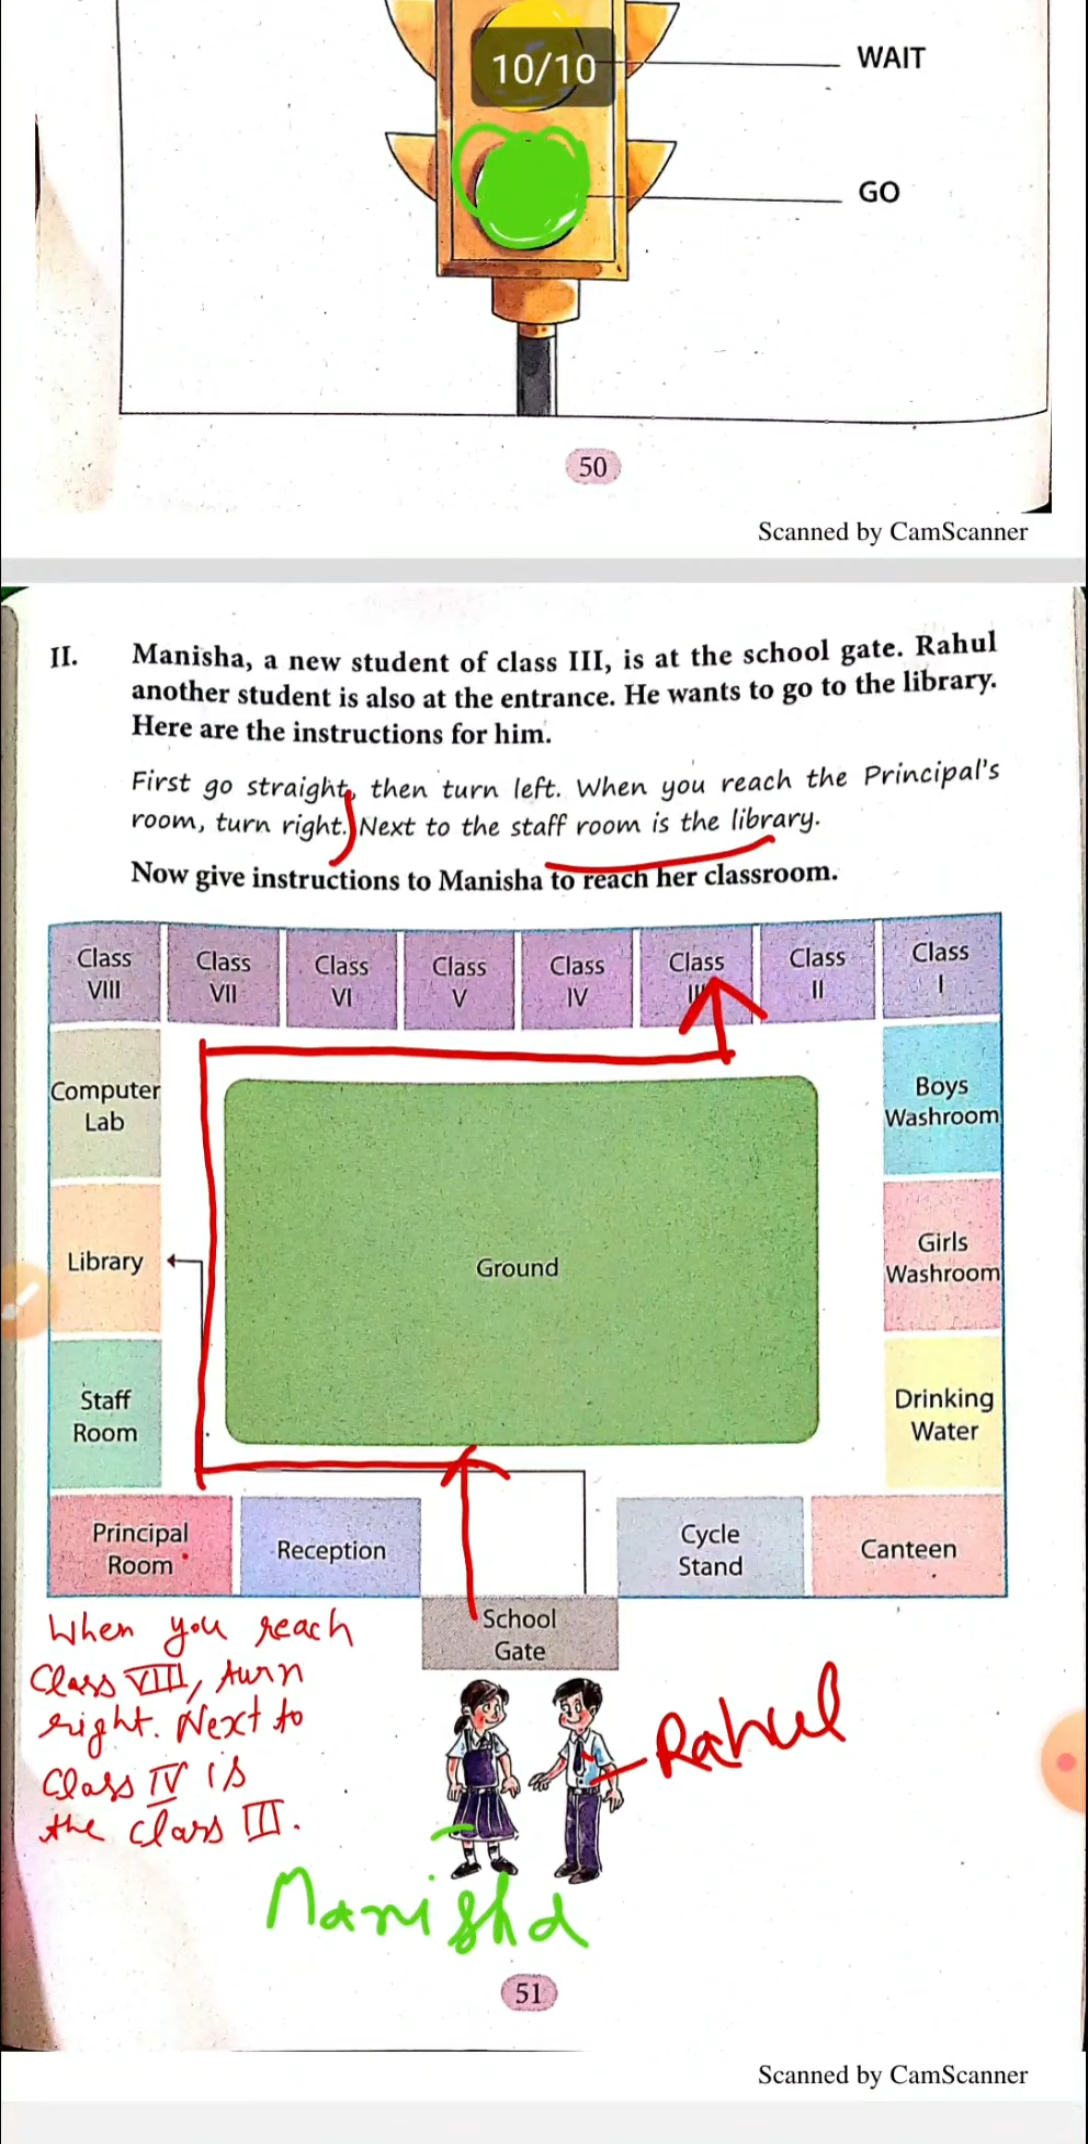 WAIT
10/10
GO
50
Scanned by CamScanner
II. Manisha, a new student of class III, is at the school gate. Rahul
another student is also at the entrance. He wants to go to the library.
Here are the instructions for him.
First go straight, then turn left. When you reach the Principal's
room, turn right. Next to the staff room is the library.
Now give instructions to Manisha to reach her classroom.
Class VIII
Class VII
Class VI
Class V
Class IV
Class III
Class II
Class I
Computer
Lab
Boys
Washroom
Library
Ground
Girls
Washroom
Staff
Room
Drinking
Water
Principal
Room
Reception
Cycle
Stand
Canteen
School
Gate
When you reach
Class VIII, turn
right. Next to
Class IV is
the class III.
Rahul
Manisha
51
Scanned by CamScanner